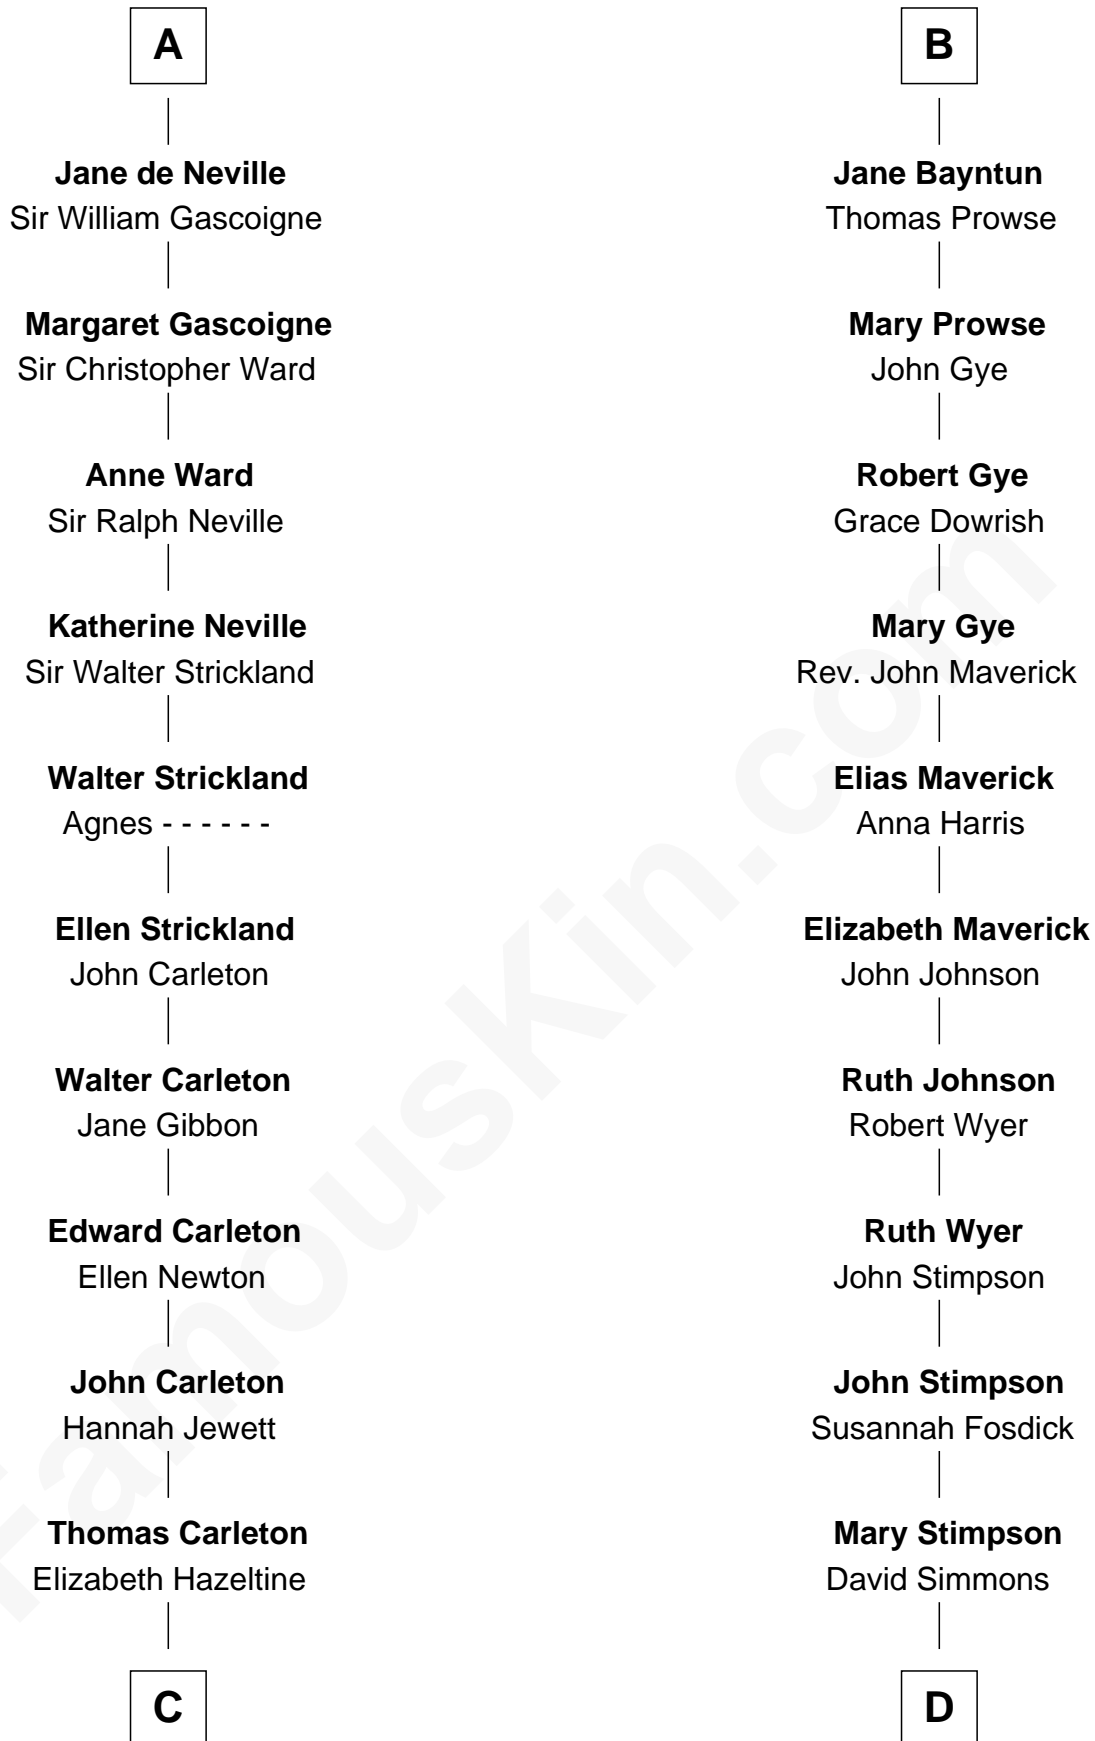 A
Jane de Neville
Sir William Gascoigne
Margaret Gascoigne
Sir Christopher Ward
Anne Ward
Sir Ralph Neville
Katherine Neville
Sir Walter Strickland
Walter Strickland
Agnes - - - - - -
Ellen Strickland
John Carleton
Walter Carleton
Jane Gibbon
Edward Carleton
Ellen Newton
John Carleton
Hannah Jewett
Thomas Carleton
Elizabeth Hazeltine
C
B
Jane Bayntun
Thomas Prowse
Mary Prowse
John Gye
Robert Gye
Grace Dowrish
Mary Gye
Rev. John Maverick
Elias Maverick
Anna Harris
Elizabeth Maverick
John Johnson
Ruth Johnson
Robert Wyer
Ruth Wyer
John Stimpson
John Stimpson
Susannah Fosdick
Mary Stimpson
David Simmons
D
FamousKin.com